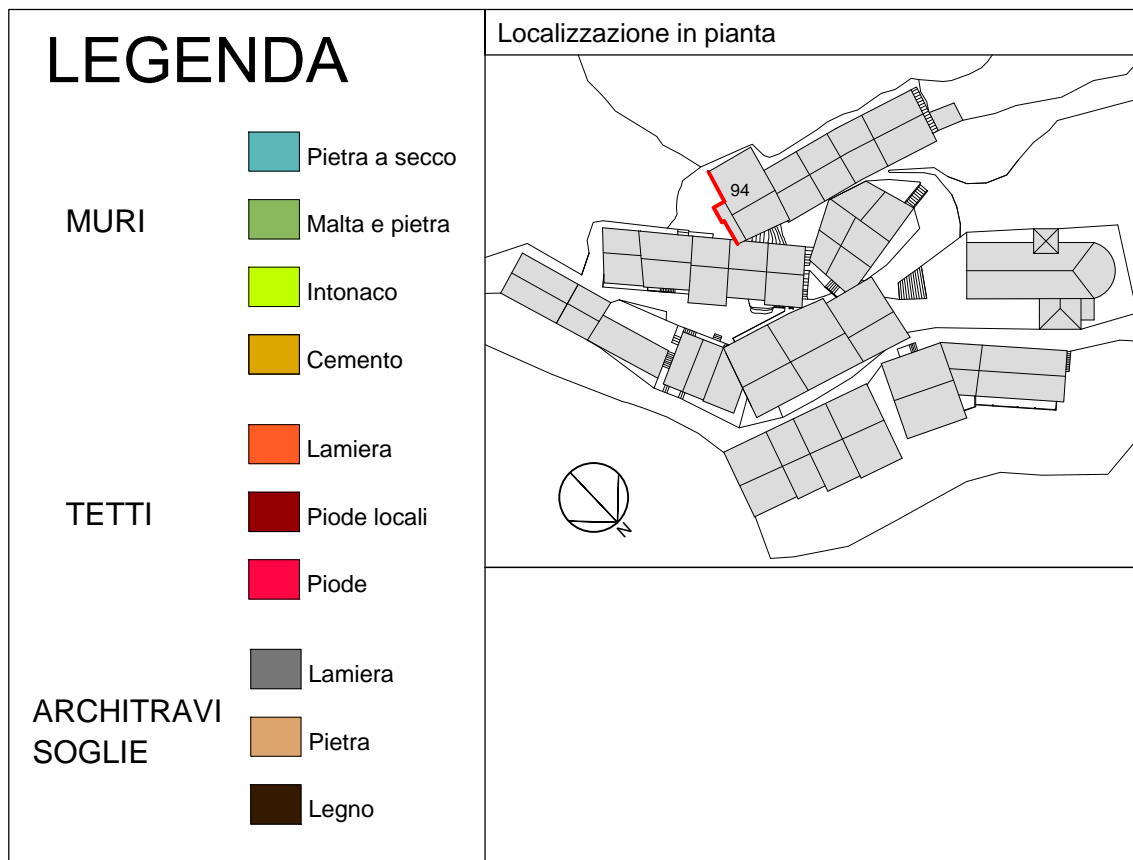 LEGENDA
MURI
Pietra a secco
Malta e pietra
Intonaco
Cemento
TETTI
Lamiera
Piode locali
Piode
ARCHITRAVI
SOGLIE
Lamiera
Pietra
Legno
Localizzazione in pianta
94
N